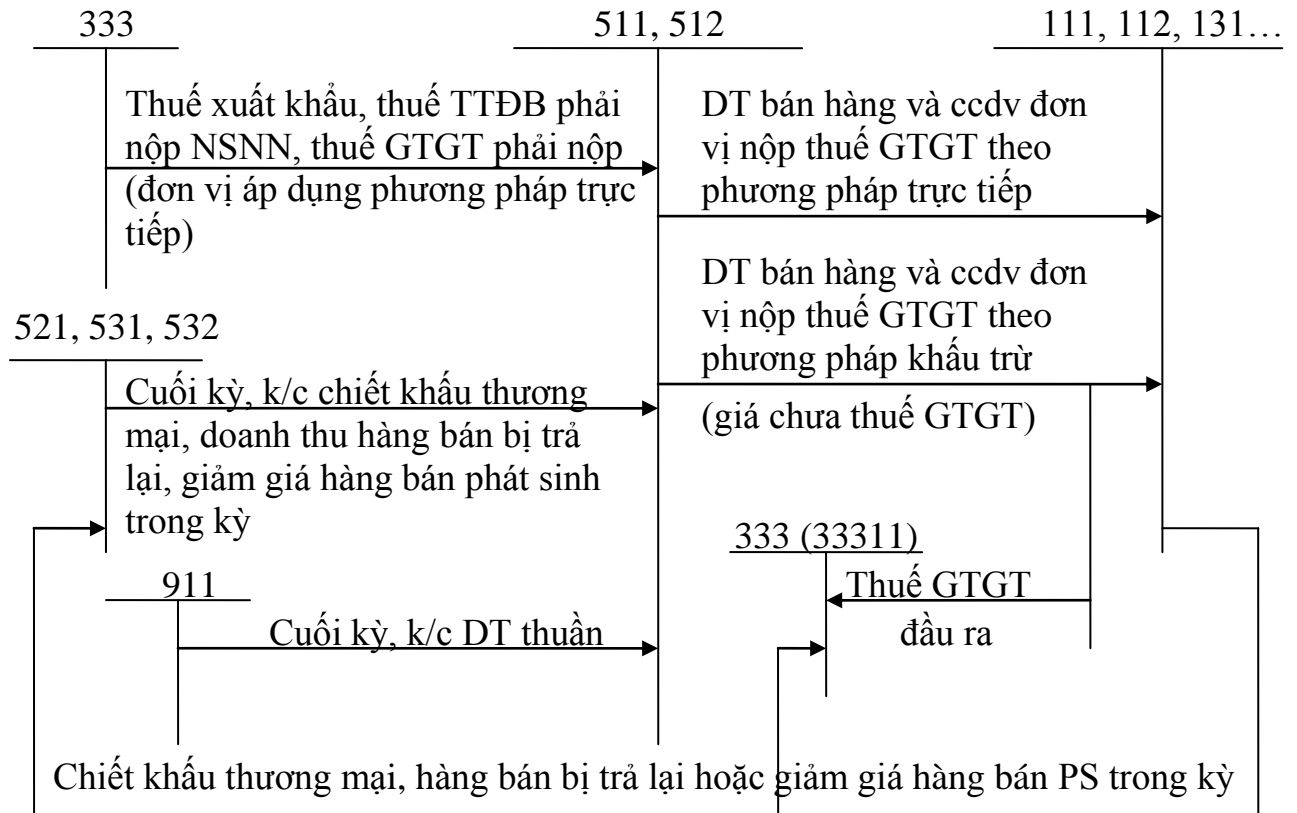 333
511, 512
111, 112, 131…
Thuế xuất khẩu, thuế TTĐB phải
nộp NSNN, thuế GTGT phải nộp
(đơn vị áp dụng phương pháp trực
tiếp)
DT bán hàng và ccdv đơn
vị nộp thuế GTGT theo
phương pháp trực tiếp
DT bán hàng và ccdv đơn
vị nộp thuế GTGT theo
phương pháp khấu trừ
(giá chưa thuế GTGT)
521, 531, 532
Cuối kỳ, k/c chiết khấu thương
mại, doanh thu hàng bán bị trả
lại, giảm giá hàng bán phát sinh
trong kỳ
333 (33311)
Thuế GTGT
đầu ra
911
Cuối kỳ, k/c DT thuần
Chiết khấu thương mại, hàng bán bị trả lại hoặc giảm giá hàng bán PS trong kỳ